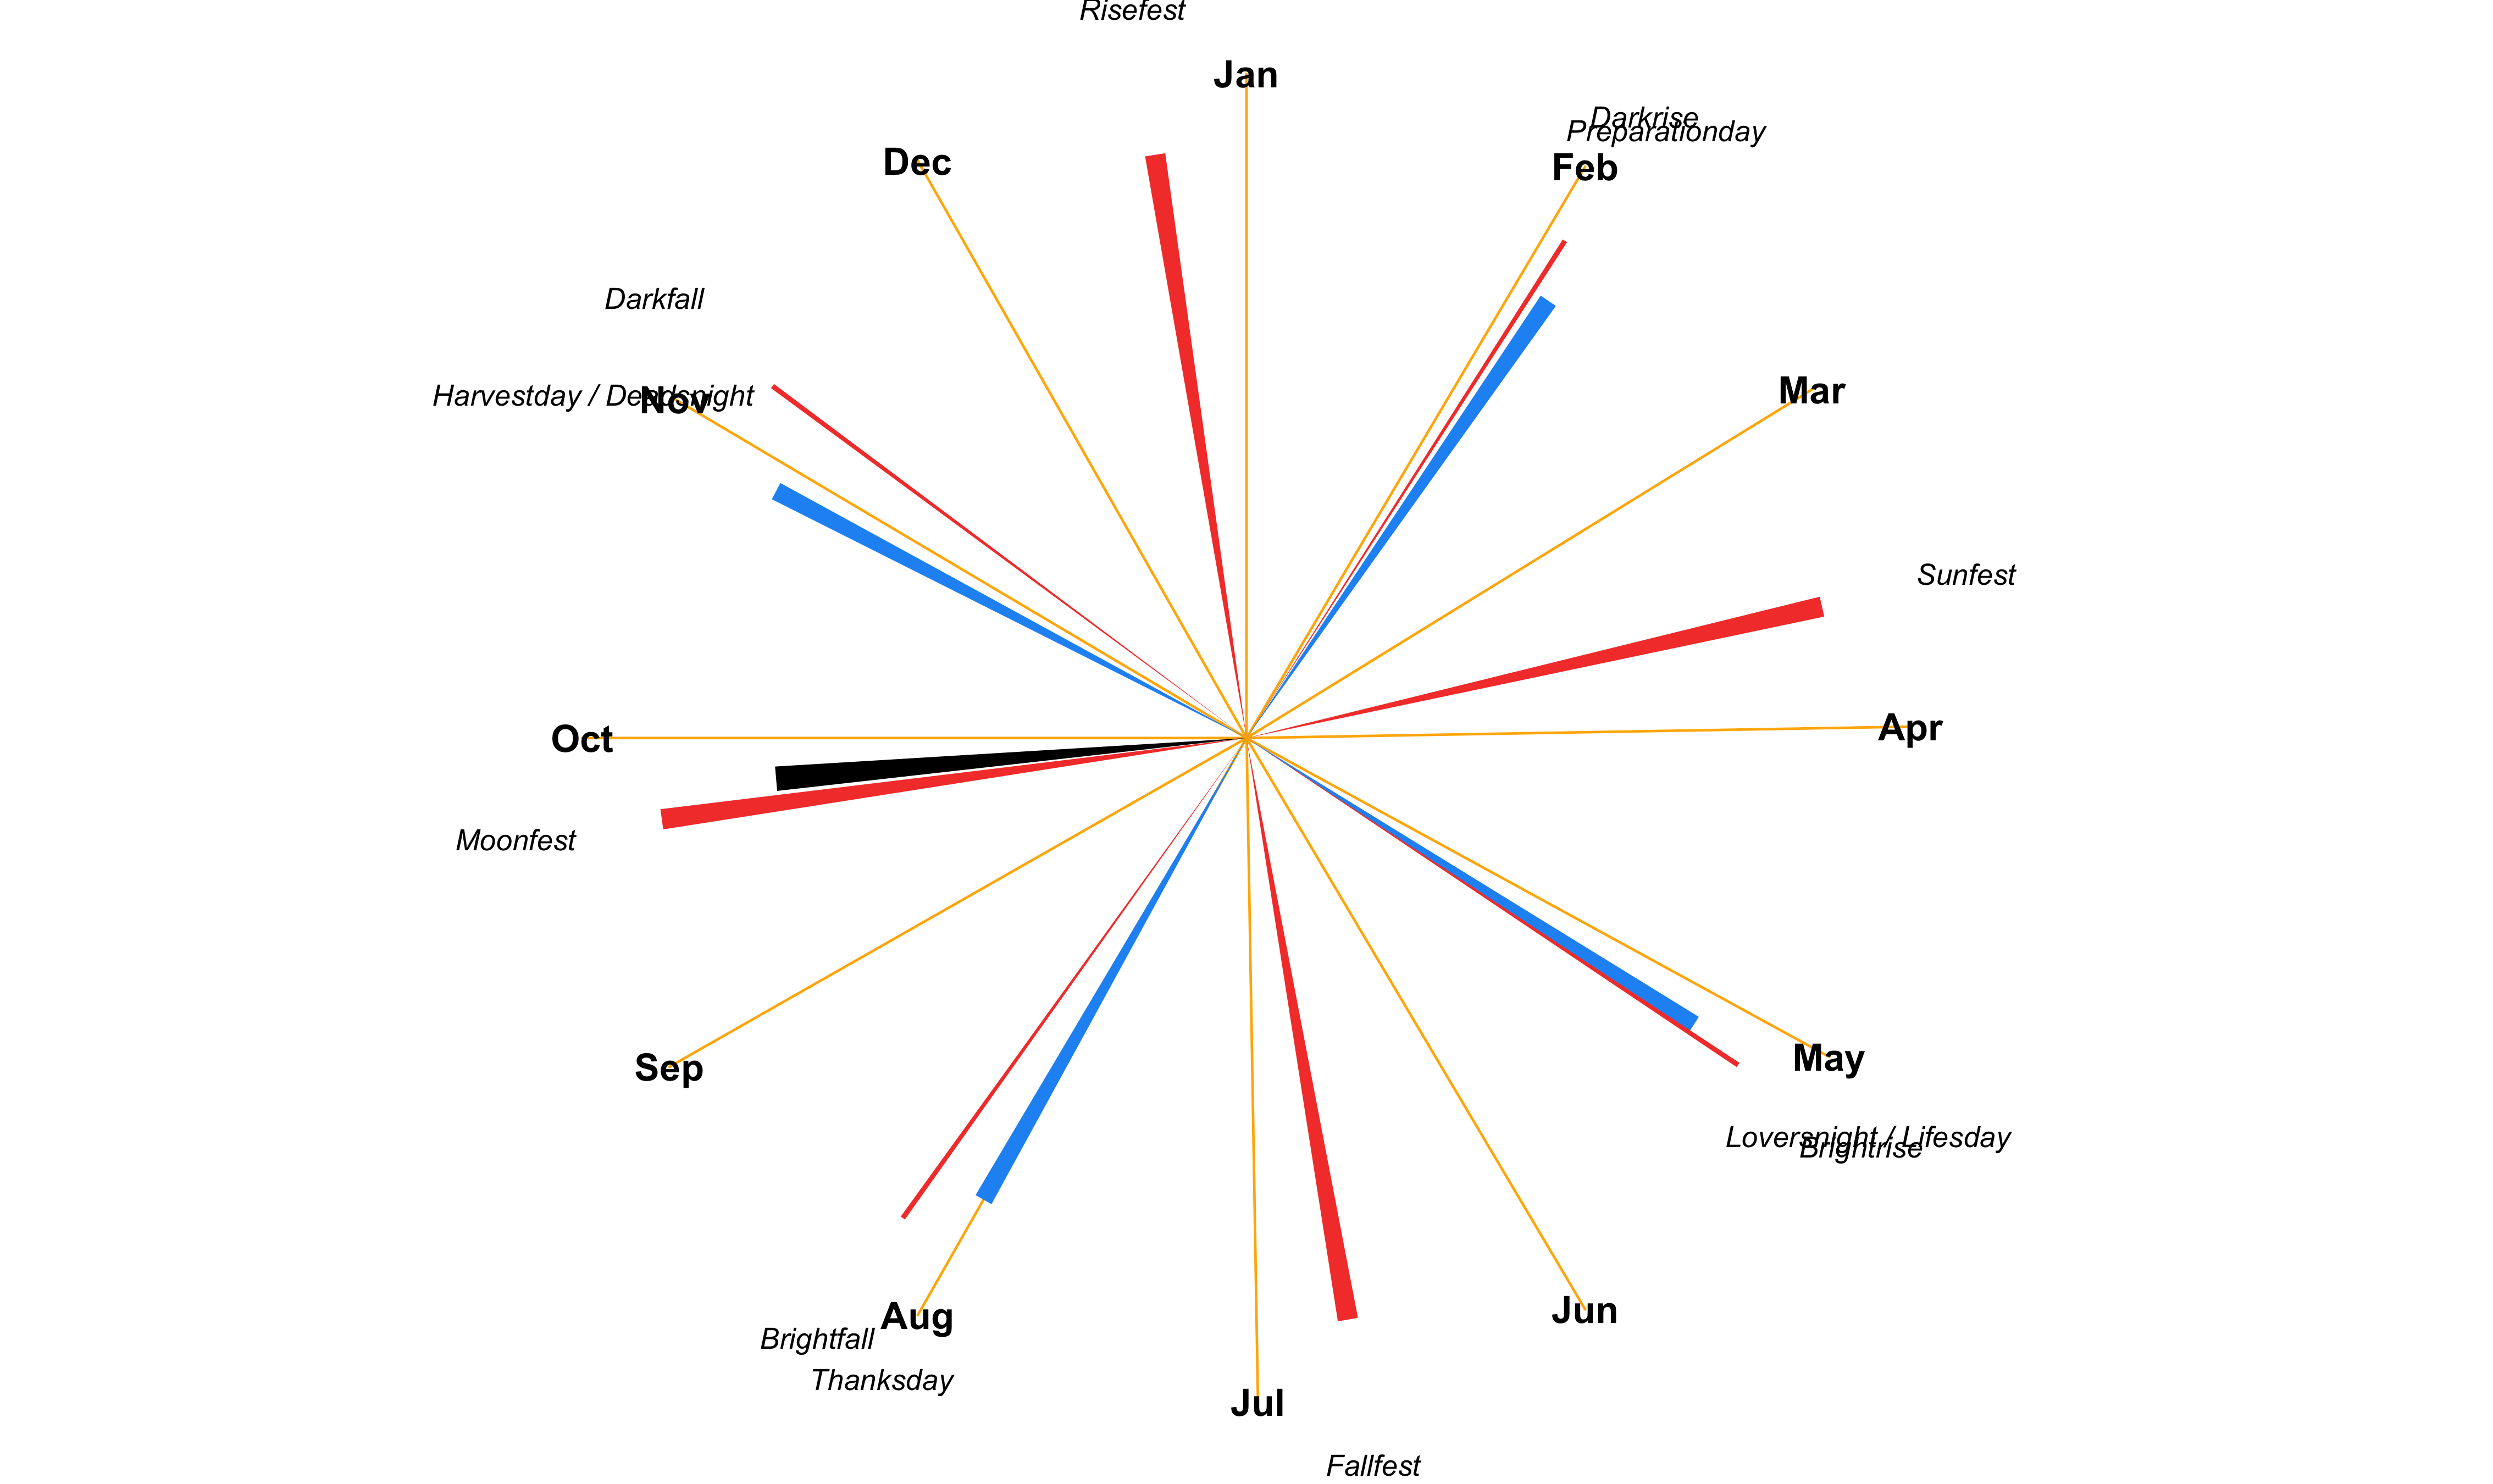 Risefest
Jan
Darkrise
Preparationday
Feb
Dec
Darkfall
Harvestday / Deadsnight
Nov
Mar
Sunfest
Apr
Oct
Moonfest
May
Loversnight / Lifesday
Brightrise
Sep
Aug
Jun
Brightfall
Thanksday
Jul
Fallfest